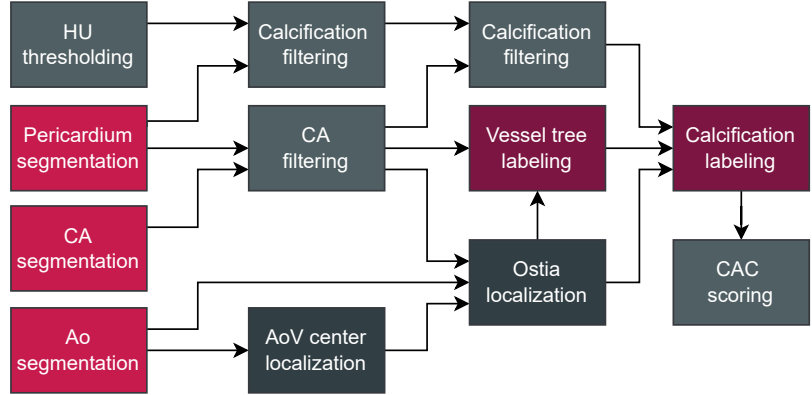 HU
thresholding
Calcification
filtering
Calcification
filtering
Pericardium
segmentation
CA
filtering
Vessel tree
labeling
Calcification
labeling
CA
segmentation
Ostia
localization
CAC
scoring
Ao
segmentation
AoV center
localization